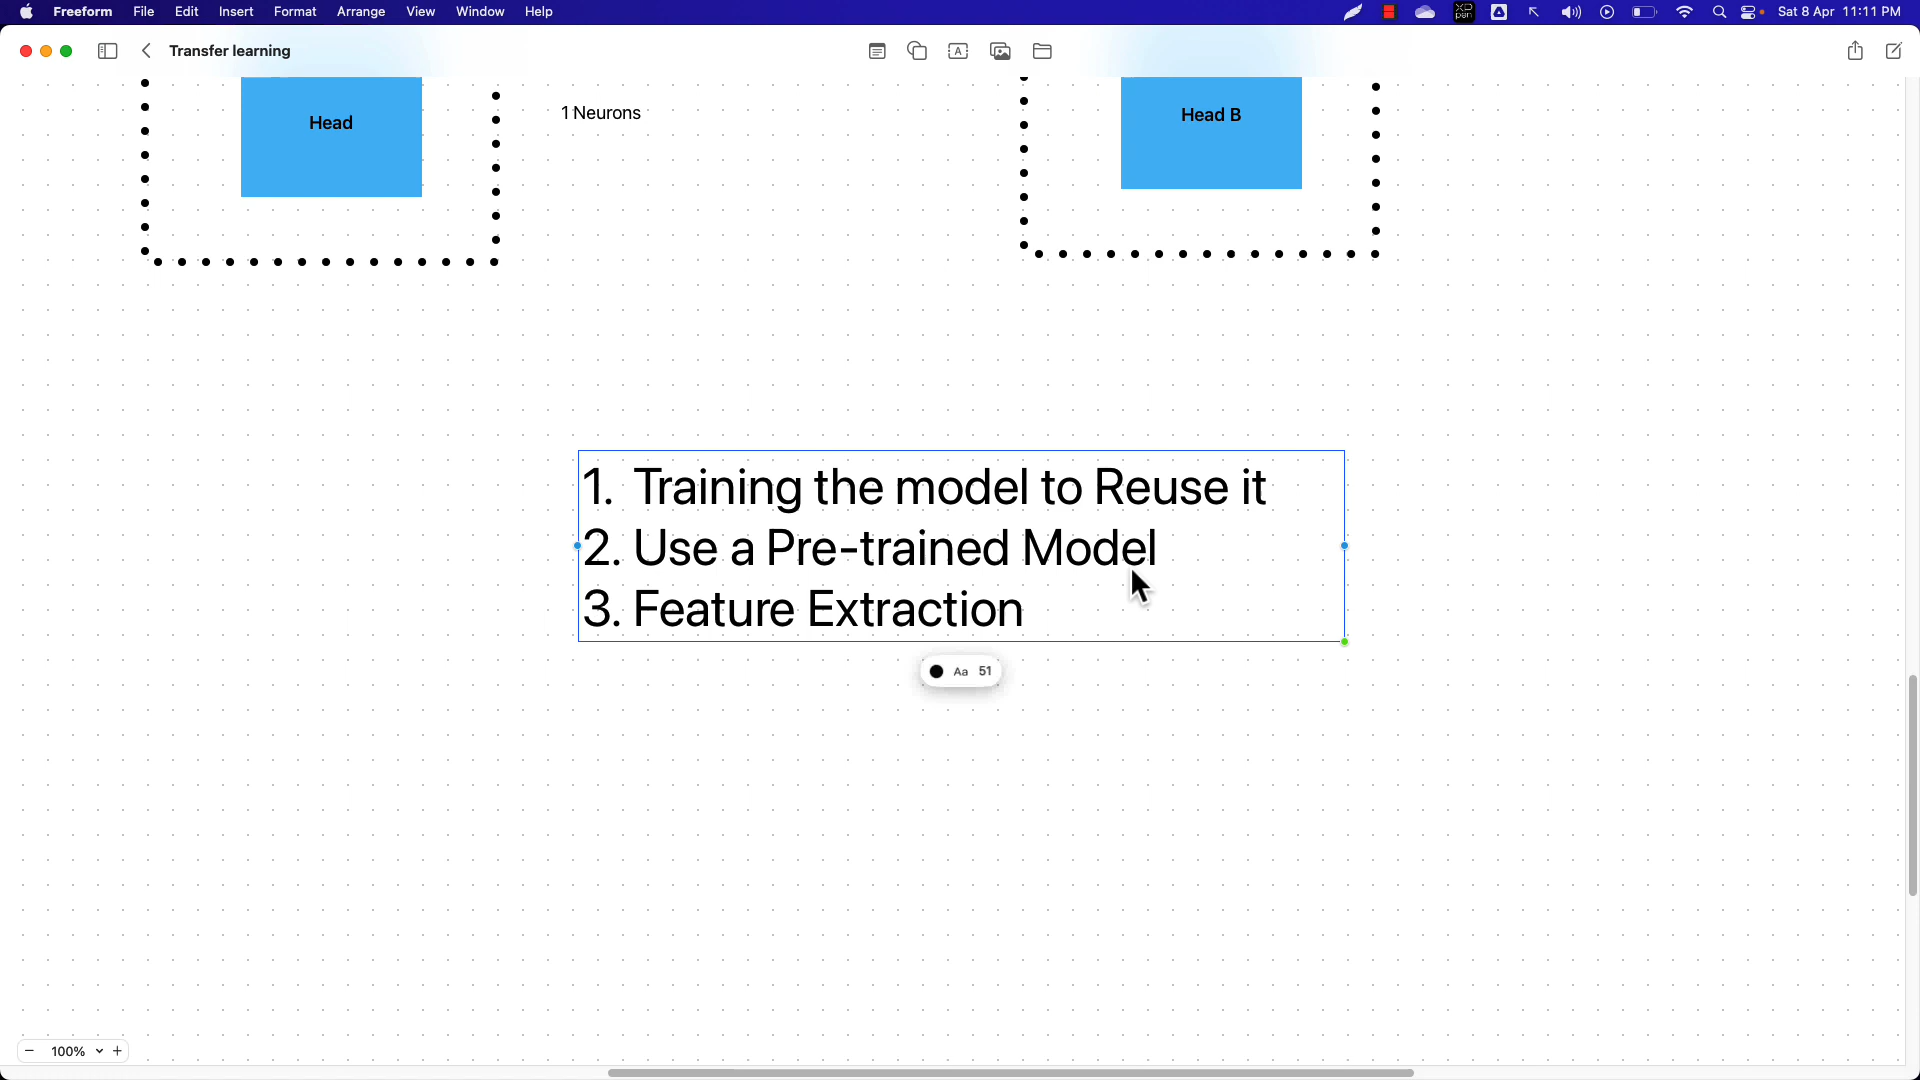 Freeform File Edit Insert Format Arrange View Window Help
Sat 8 Apr 11:11 PM
Transfer learning
Head
1 Neurons
Head B
1. Training the model to Reuse it
2. Use a Pre-trained Model
3. Feature Extraction
Aa 51
100%